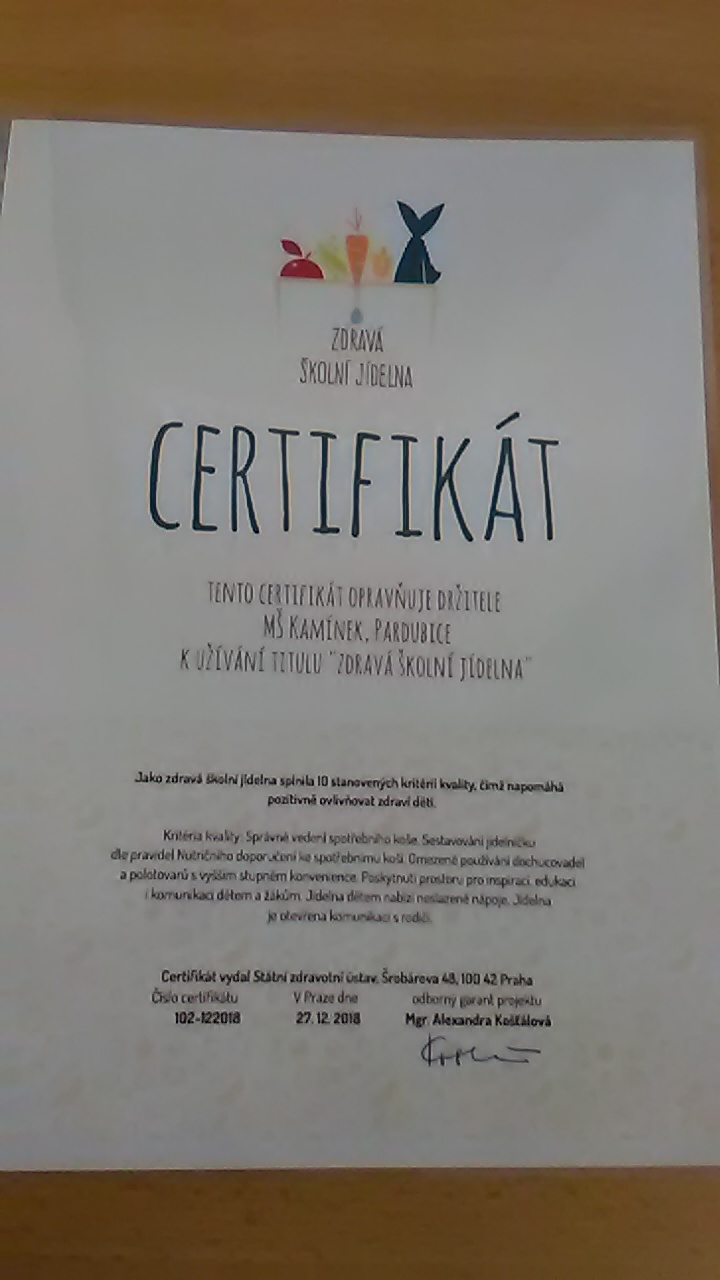 ZDRAVÁ
ŠKOLNÍ JÍDELNA
CERTIFIKÁT
TENTO CERTIFIKÁT OPRAVŇUJE DRŽITELE
MŠ KAMÍNEK, PARDUBICE
K UŽÍVÁNÍ TITULU "ZDRAVÁ ŠKOLNÍ JÍDELNA"
Jako zdravá školní jídelna splnila 10 stanovených kritérií kvality, čímž napomáhá
pozitivně ovlivňovat zdraví dětí.
Kritéria kvality: Správné vedení spotřebního koše. Sestavování jídelníčku
dle pravidel Nutričního doporučení ke spotřebnímu koši. Omezené používání dochucovadel
a polotovarů s vyšším stupněm konvenience. Poskytnutí prostoru pro inspiraci, edukaci
i komunikaci dětem a žákům. Jídelna dětem nabízí neslazené nápoje. Jídelna
je otevřena komunikaci s rodiči.
Certifikát vydal Státní zdravotní ústav, Šrobárova 48, 100 42 Praha
Číslo certifikátu V Praze dne odborný garant projektu
102-122018 27. 12. 2018 Mgr. Alexandra Košťálová